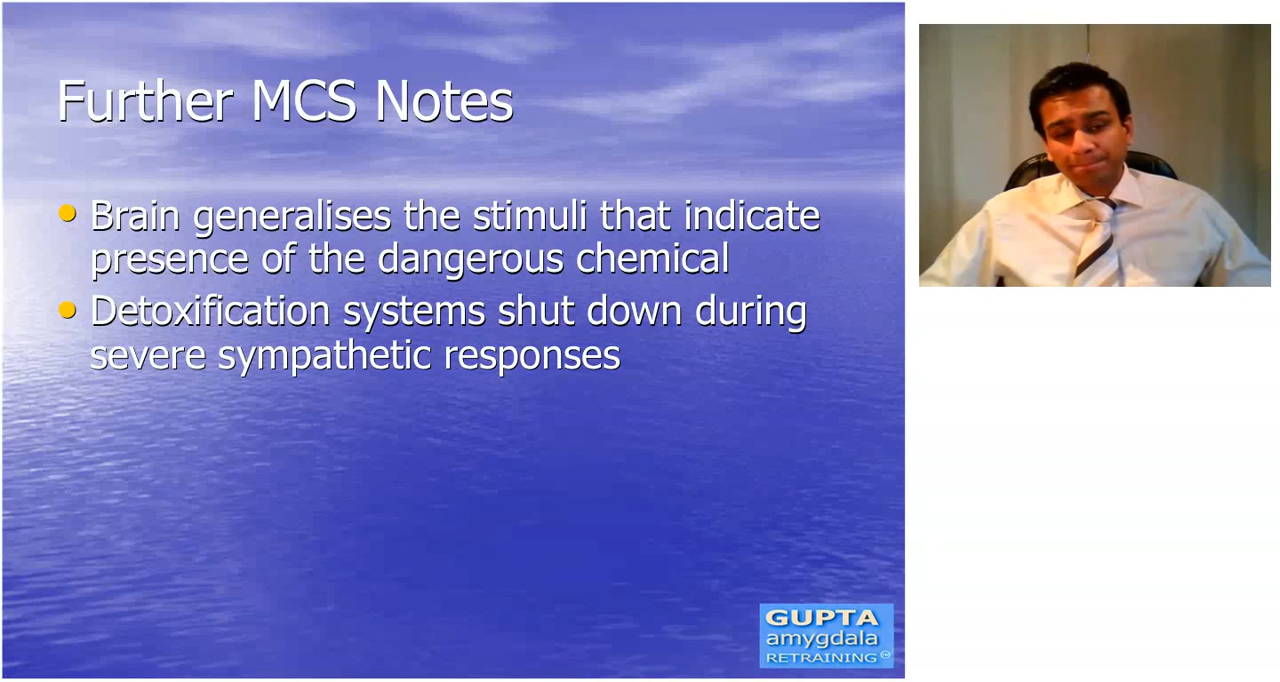 Further MCS Notes
• Brain generalises the stimuli that indicate
presence of the dangerous chemical
• Detoxification systems shut down during
severe sympathetic responses
GUPTA
amygdala
RETRAINING™